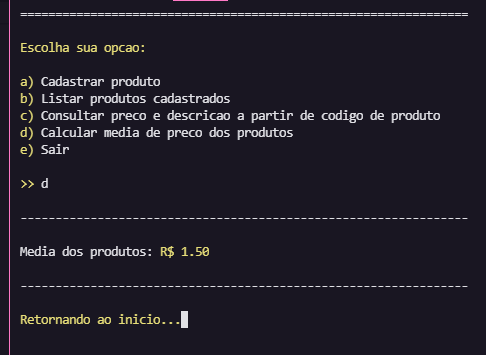 ================================================================
Escolha sua opcao:
a) Cadastrar produto
b) Listar produtos cadastrados
c) Consultar preco e descricao a partir de codigo de produto
d) Calcular media de preco dos produtos
e) Sair
>> d
----------------------------------------------------------------
Media dos produtos: R$ 1.50
----------------------------------------------------------------
Retornando ao inicio...